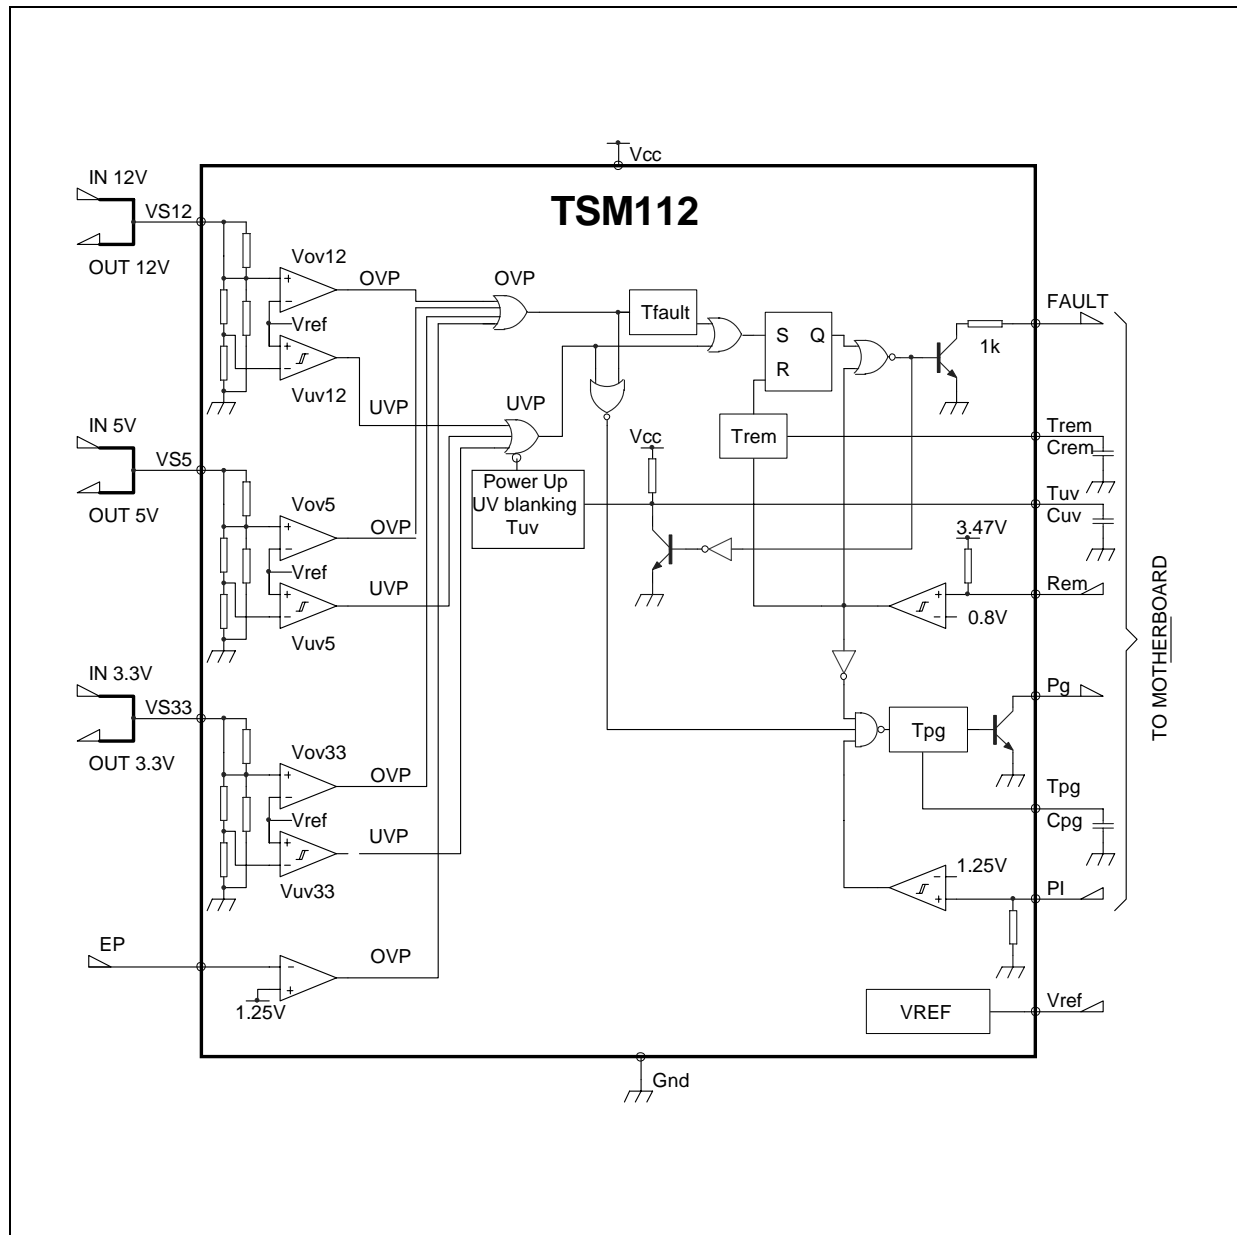 Vcc
TSM112
IN 12V
VS12
OUT 12V
Vov12
OVP
Vref
Vuv12
UVP
OVP
UVP
Tfault
S Q
R
FAULT
1k
Trem
Trem
Crem
Vcc
Power Up
UV blanking
Tuv
Tuv
Cuv
IN 5V
VS5
OUT 5V
Vov5
OVP
Vref
UVP
Vuv5
3.47V
Rem
0.8V
TO MOTHERBOARD
IN 3.3V
VS33
OUT 3.3V
Vov33
OVP
Vref
UVP
Vuv33
Pg
Tpg
Tpg
Cpg
1.25V
PI
EP
OVP
1.25V
VREF
Vref
Gnd